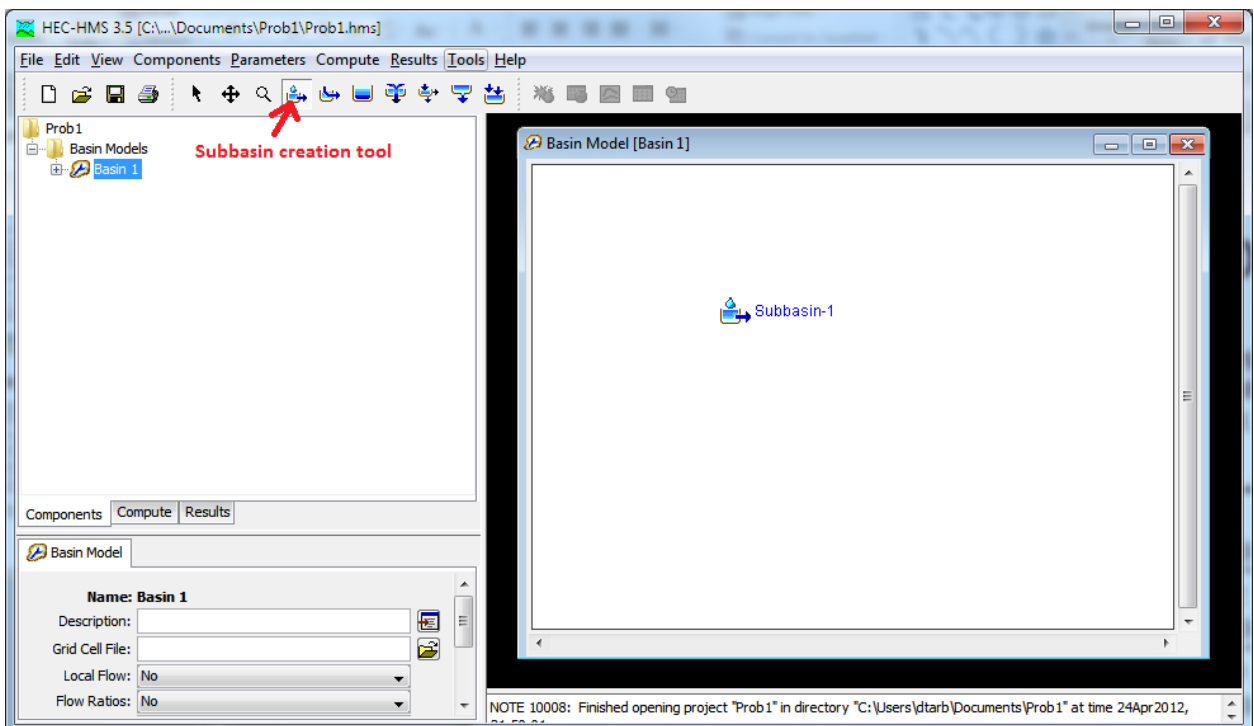 HEC-HMS 3.5 [C:\...\Documents\Prob1\Prob1.hms]
File Edit View Components Parameters Compute Results Tools Help
Prob1
Basin Models
Basin 1
Subbasin creation tool
Components Compute Results
Basin Model
Name: Basin 1
Description:
Grid Cell File:
Local Flow: No
Flow Ratios: No
Basin Model [Basin 1]
Subbasin-1
NOTE 10008: Finished opening project "Prob1" in directory "C:\Users\dtarb\Documents\Prob1" at time 24Apr2012,